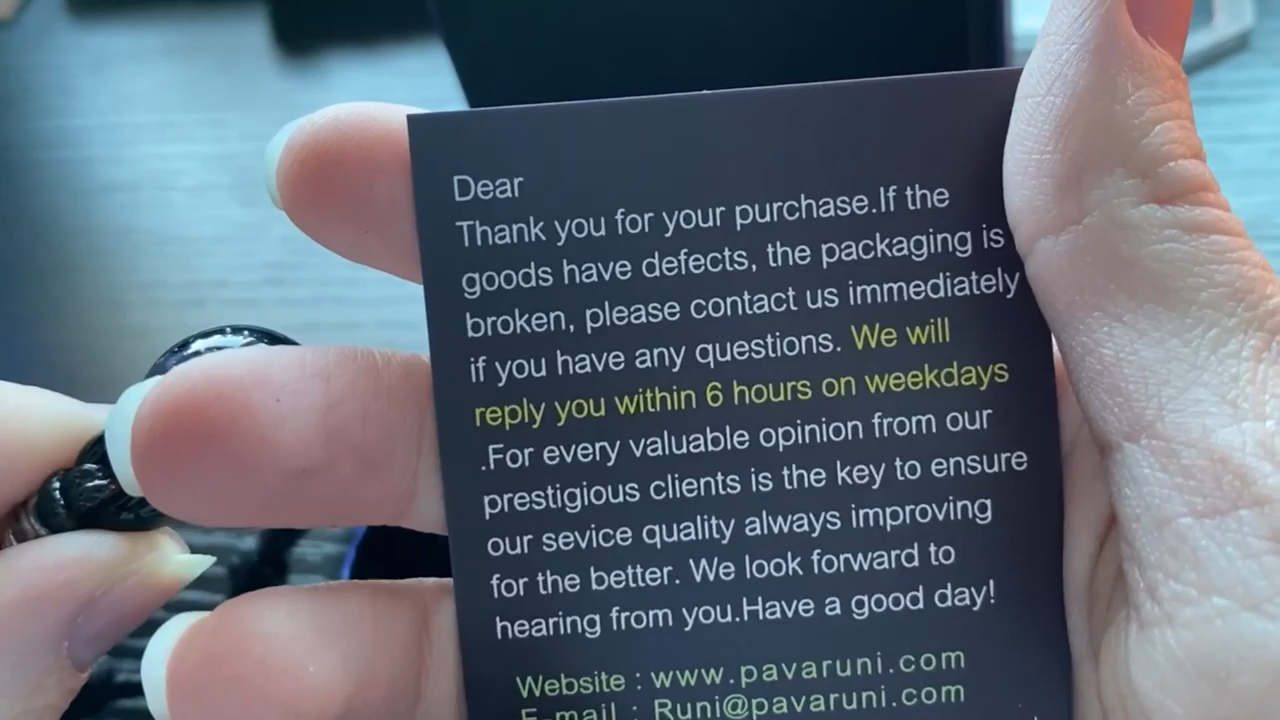 Dear
Thank you for your purchase.If the
goods have defects, the packaging is
broken, please contact us immediately
if you have any questions. We will
reply you within 6 hours on weekdays
.For every valuable opinion from our
prestigious clients is the key to ensure
our sevice quality always improving
for the better. We look forward to
hearing from you.Have a good day!
Website : www.pavaruni.com
E-mail : Runi@pavaruni.com